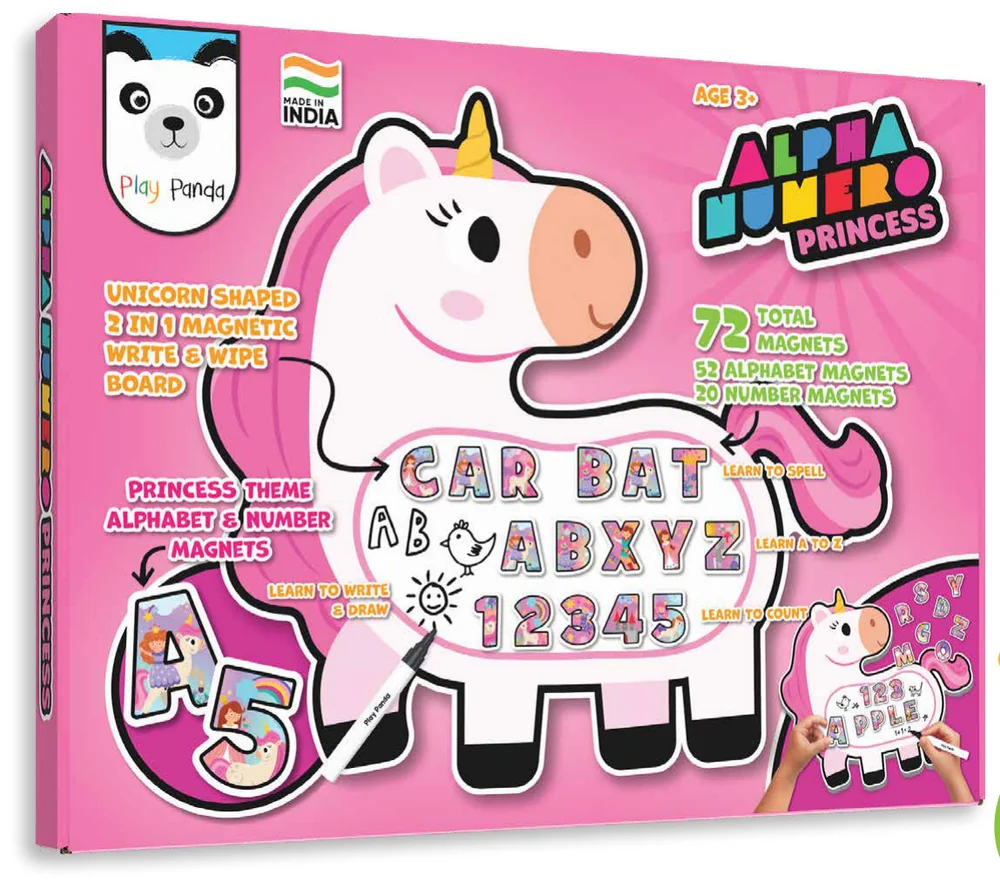 Play Panda
MADE IN
INDIA
AGE 3+
ALPHA
NUMERO
PRINCESS
UNICORN SHAPED
2 IN 1 MAGNETIC
WRITE & WIPE
BOARD
72 TOTAL
MAGNETS
52 ALPHABET MAGNETS
20 NUMBER MAGNETS
CAR BAT
LEARN TO SPELL
PRINCESS THEME
ALPHABET & NUMBER
MAGNETS
AB
ABXYZ
LEARN A TO Z
LEARN TO WRITE
& DRAW
12345
LEARN TO COUNT
A5
Play Panda
S Y
R D Z
G O
M
123
APPLE
ALPHA NUMERO PRINCESS